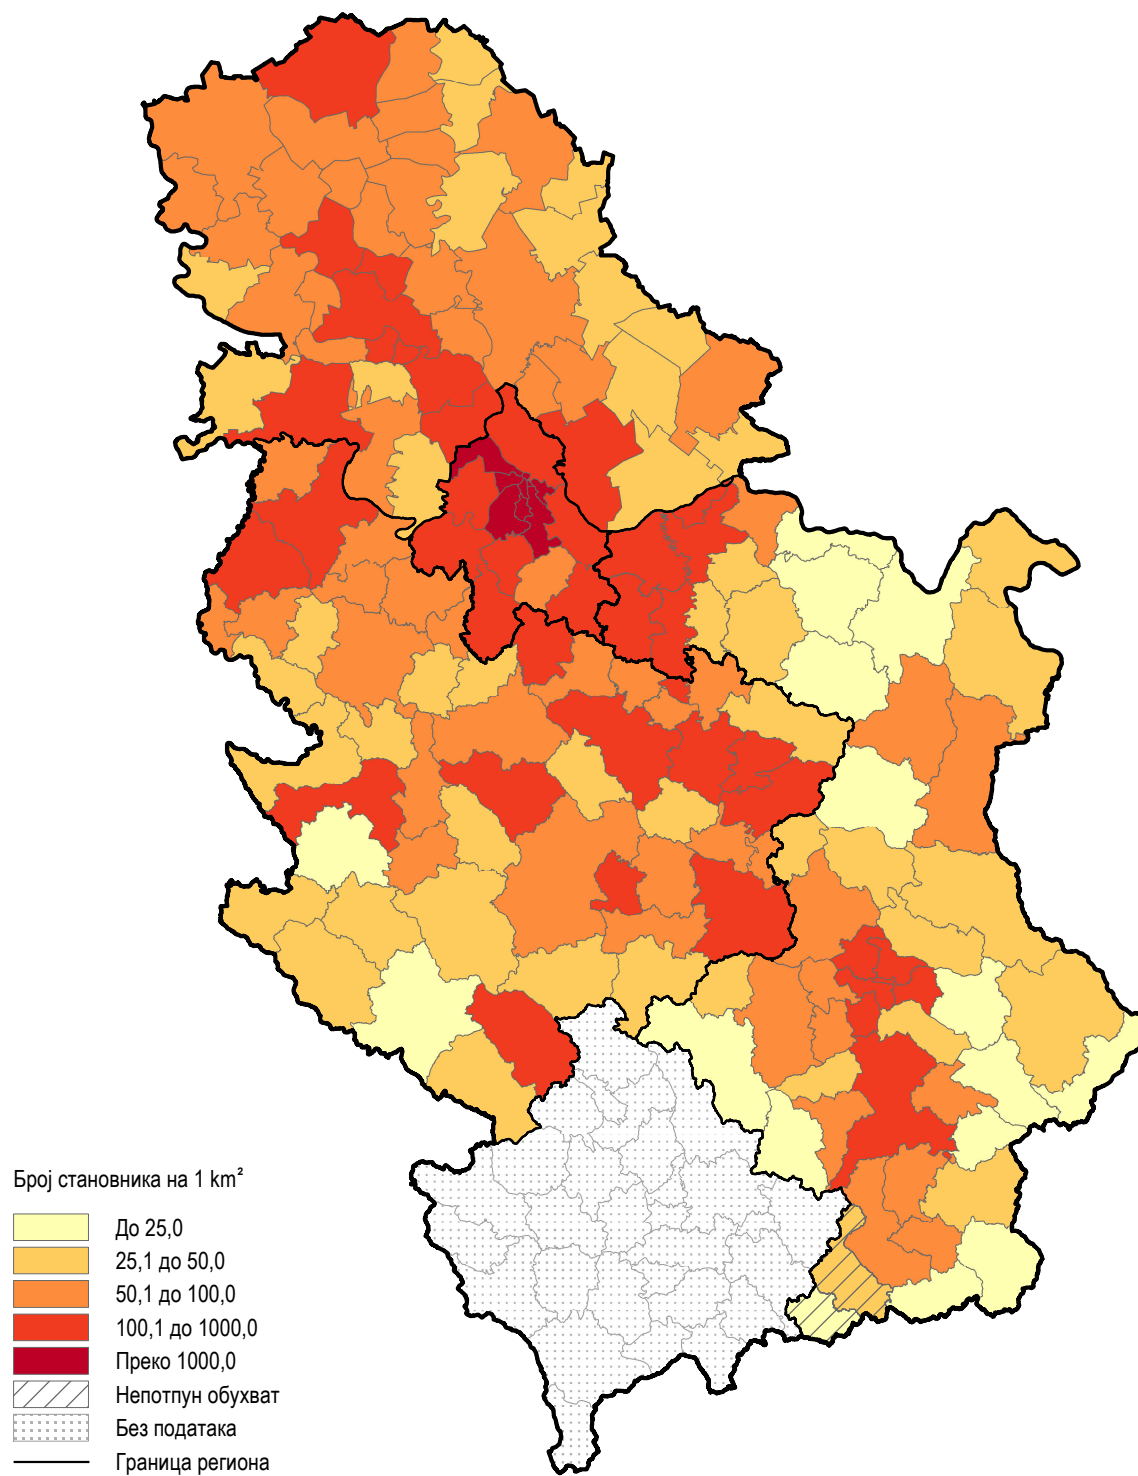 Број становника на 1 km²
До 25,0
25,1 до 50,0
50,1 до 100,0
100,1 до 1000,0
Преко 1000,0
Непотпун обухват
Без података
Граница региона